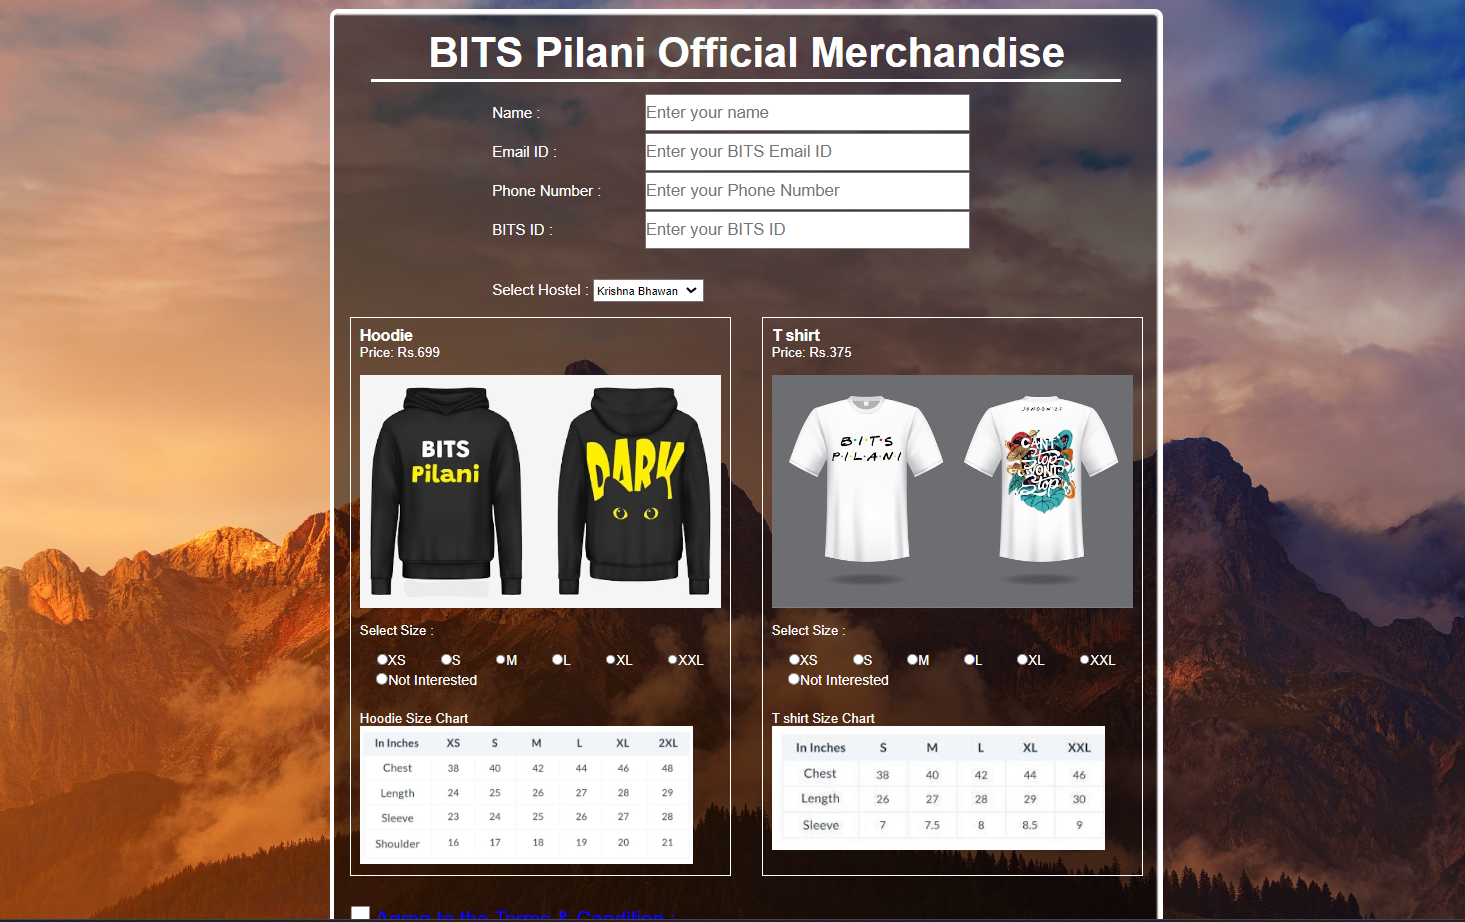 BITS Pilani Official Merchandise
Name :
Enter your name
Email ID :
Enter your BITS Email ID
Phone Number :
Enter your Phone Number
BITS ID :
Enter your BITS ID
Select Hostel : Krishna Bhawan
Hoodie
Price: Rs.699
BITS
Pilani
DARK
Select Size :
XS S M L XL XXL
Not Interested
Hoodie Size Chart
In Inches XS S M L XL 2XL
Chest 38 40 42 44 46 48
Length 24 25 26 27 28 29
Sleeve 23 24 25 26 27 28
Shoulder 16 17 18 19 20 21
T shirt
Price: Rs.375
B·I·T·S
P·I·L·A·N·I
CAN'T
Stop
WON'T
Stop
Select Size :
XS S M L XL XXL
Not Interested
T shirt Size Chart
In Inches S M L XL XXL
Chest 38 40 42 44 46
Length 26 27 28 29 30
Sleeve 7 7.5 8 8.5 9
Agree to the Terms & Condition :